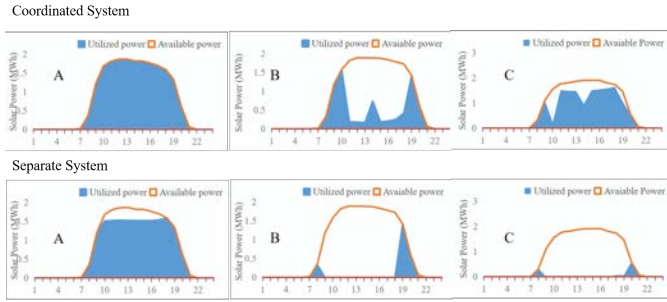 Coordinated System
Utilized power Available power
Solar Power (MWh)
2
1.5
1
0.5
0
A
1 4 7 10 13 16 19 22
Utilized power Avaiable power
Solar Power (MWh)
2
1.5
1
0.5
0
B
1 4 7 10 13 16 19 22
Utilized power Avaiable Power
Solar Power (MWh)
3
2
1
0
C
1 4 7 10 13 16 19 22
Separate System
Utilized power Available power
Solar Power (MWh)
2
1.5
1
0.5
0
A
1 4 7 10 13 16 19 22
Utilized power Avaiable power
Solar Power (MWh)
2
1.5
1
0.5
0
B
1 4 7 10 13 16 19 22
Utilized power Avaiable Power
Solar Power (MWh)
3
2
1
0
C
1 4 7 10 13 16 19 22